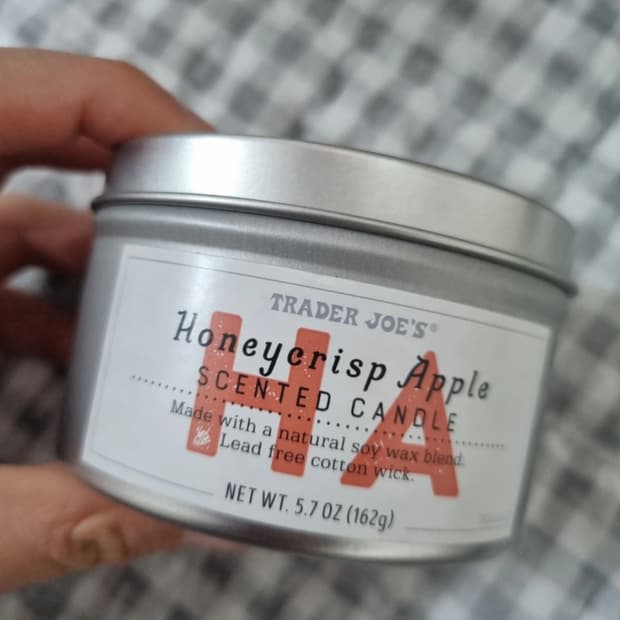 TRADER JOE'S®
Honeycrisp Apple
HA
SCENTED CANDLE
Made with a natural soy wax blend.
Lead free cotton wick.
NET WT. 5.7 OZ (162g)